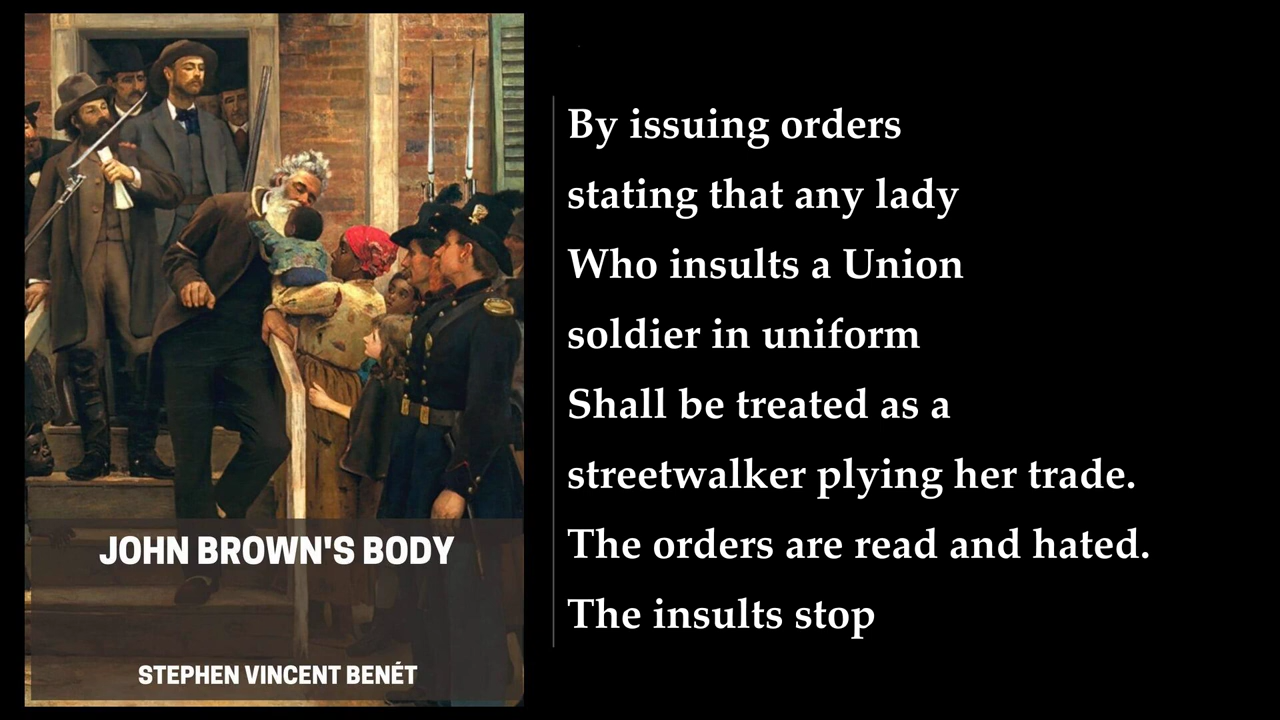 JOHN BROWN'S BODY
STEPHEN VINCENT BENÉT
By issuing orders
stating that any lady
Who insults a Union
soldier in uniform
Shall be treated as a
streetwalker plying her trade.
The orders are read and hated.
The insults stop